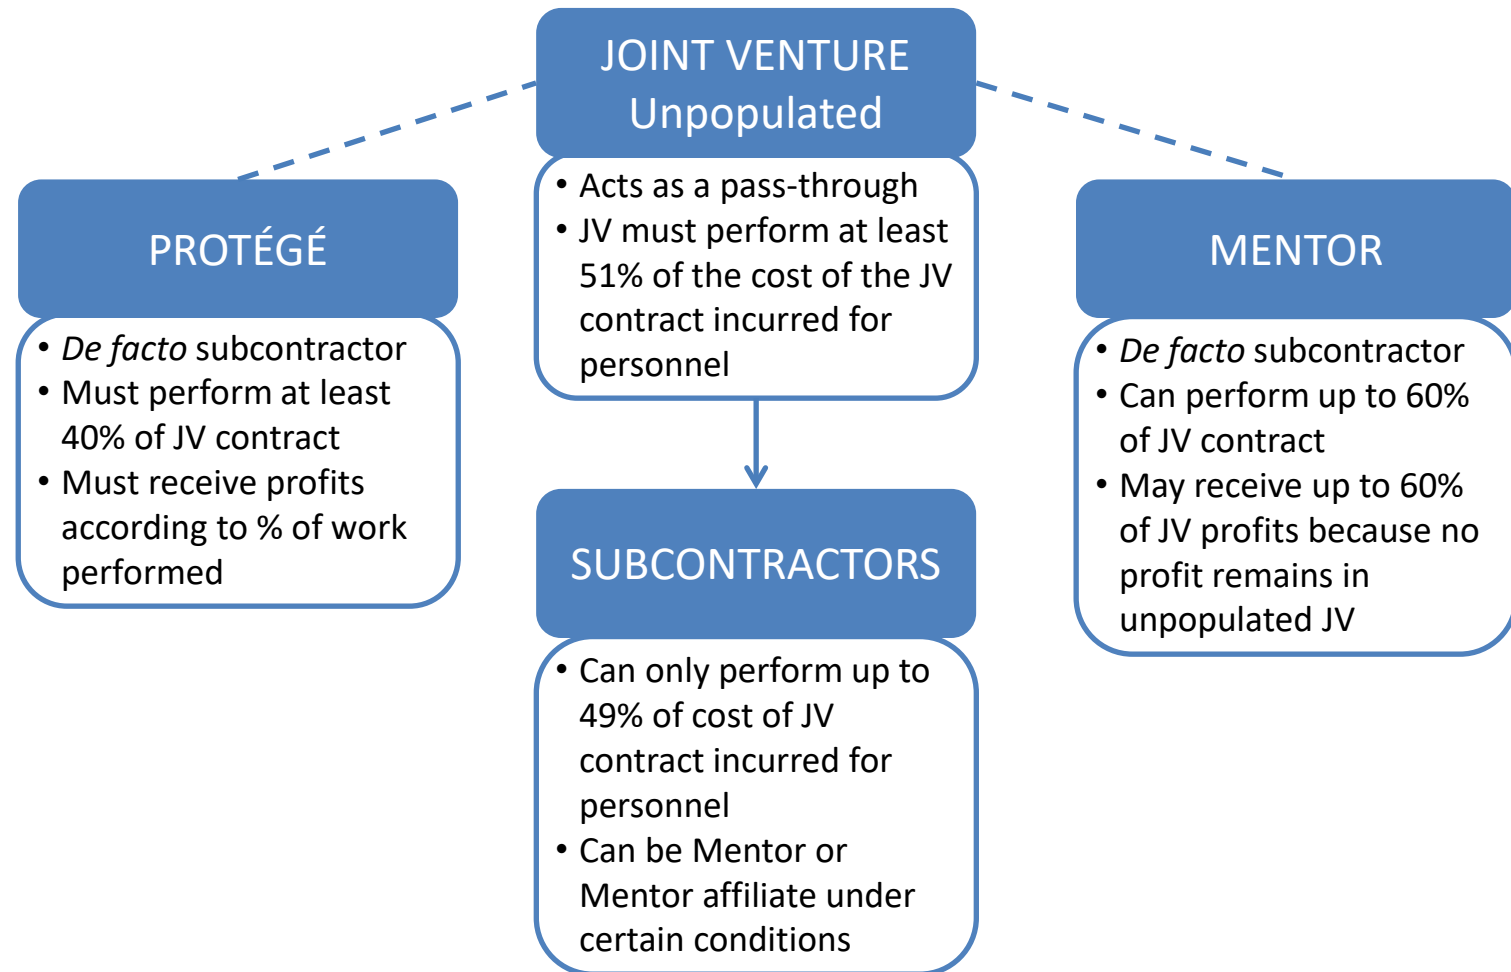 JOINT VENTURE
Unpopulated
• Acts as a pass-through
• JV must perform at least
51% of the cost of the JV
contract incurred for
personnel
PROTÉGÉ
• De facto subcontractor
• Must perform at least
40% of JV contract
• Must receive profits
according to % of work
performed
MENTOR
• De facto subcontractor
• Can perform up to 60%
of JV contract
• May receive up to 60%
of JV profits because no
profit remains in
unpopulated JV
SUBCONTRACTORS
• Can only perform up to
49% of cost of JV
contract incurred for
personnel
• Can be Mentor or
Mentor affiliate under
certain conditions